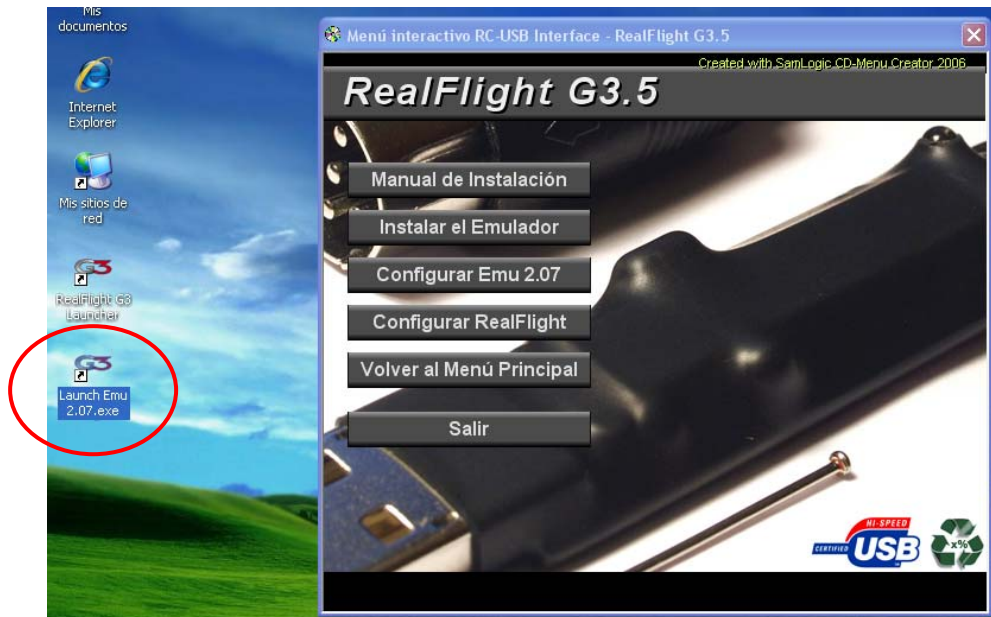 Mis
documentos
Internet
Explorer
Mis sitios de
red
RealFlight G3
Launcher
Launch Emu
2.07.exe
Menú interactivo RC-USB Interface - RealFlight G3.5
Created with SamLogic CD-Menu Creator 2006
RealFlight G3.5
Manual de Instalación
Instalar el Emulador
Configurar Emu 2.07
Configurar RealFlight
Volver al Menú Principal
Salir
HI-SPEED
CERTIFIED USB
x%
G3
G3